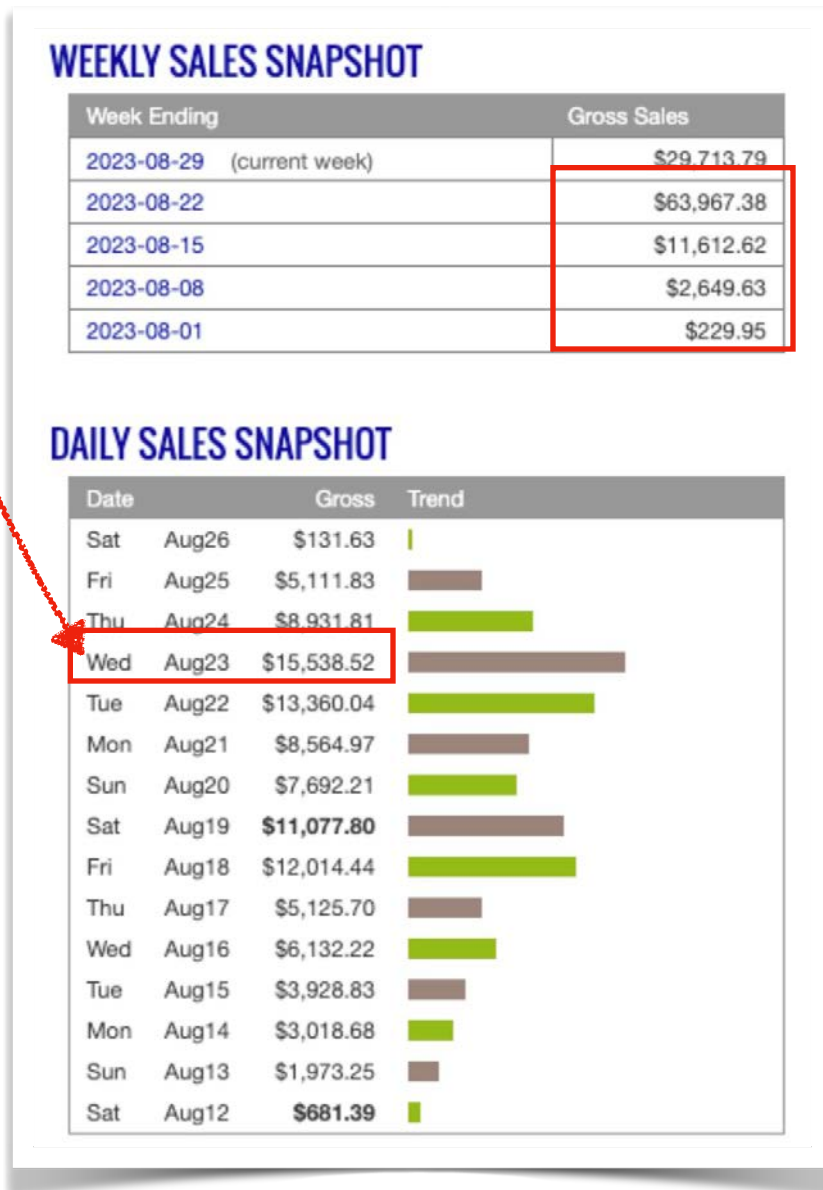 WEEKLY SALES SNAPSHOT
Week Ending Gross Sales
2023-08-29 (current week) $29,713.79
2023-08-22 $63,967.38
2023-08-15 $11,612.62
2023-08-08 $2,649.63
2023-08-01 $229.95
DAILY SALES SNAPSHOT
Date Gross Trend
Sat Aug26 $131.63
Fri Aug25 $5,111.83
Thu Aug24 $8,931.81
Wed Aug23 $15,538.52
Tue Aug22 $13,360.04
Mon Aug21 $8,564.97
Sun Aug20 $7,692.21
Sat Aug19 $11,077.80
Fri Aug18 $12,014.44
Thu Aug17 $5,125.70
Wed Aug16 $6,132.22
Tue Aug15 $3,928.83
Mon Aug14 $3,018.68
Sun Aug13 $1,973.25
Sat Aug12 $681.39